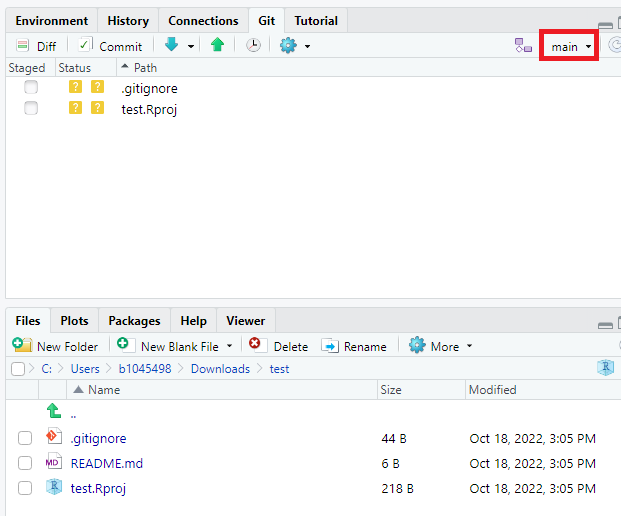 Environment History Connections Git Tutorial
Diff Commit main
Staged Status Path
? ? .gitignore
? ? test.Rproj
Files Plots Packages Help Viewer
New Folder New Blank File Delete Rename More
C: Users b1045498 Downloads test R
Name Size Modified
..
.gitignore 44 B Oct 18, 2022, 3:05 PM
MD README.md 6 B Oct 18, 2022, 3:05 PM
R test.Rproj 218 B Oct 18, 2022, 3:05 PM